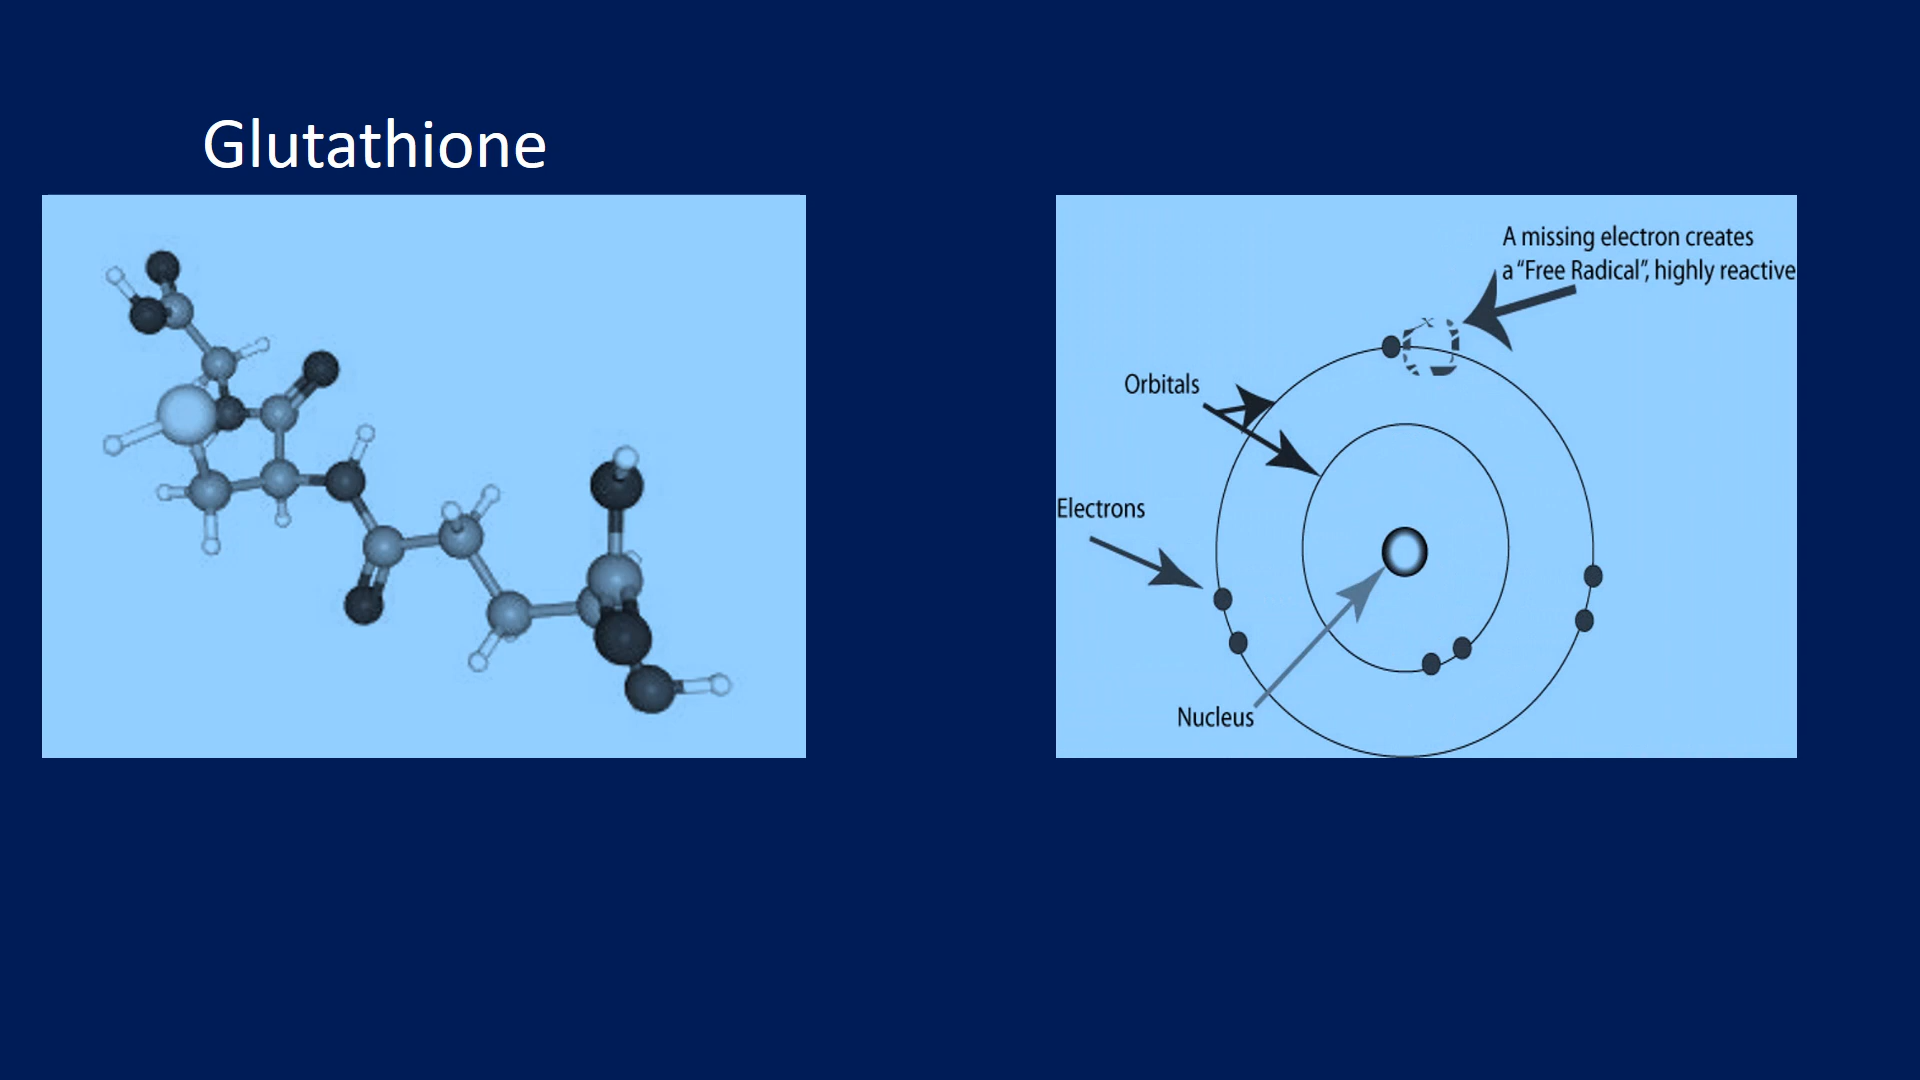 Glutathione
A missing electron creates
a “Free Radical”, highly reactive
Orbitals
Electrons
Nucleus